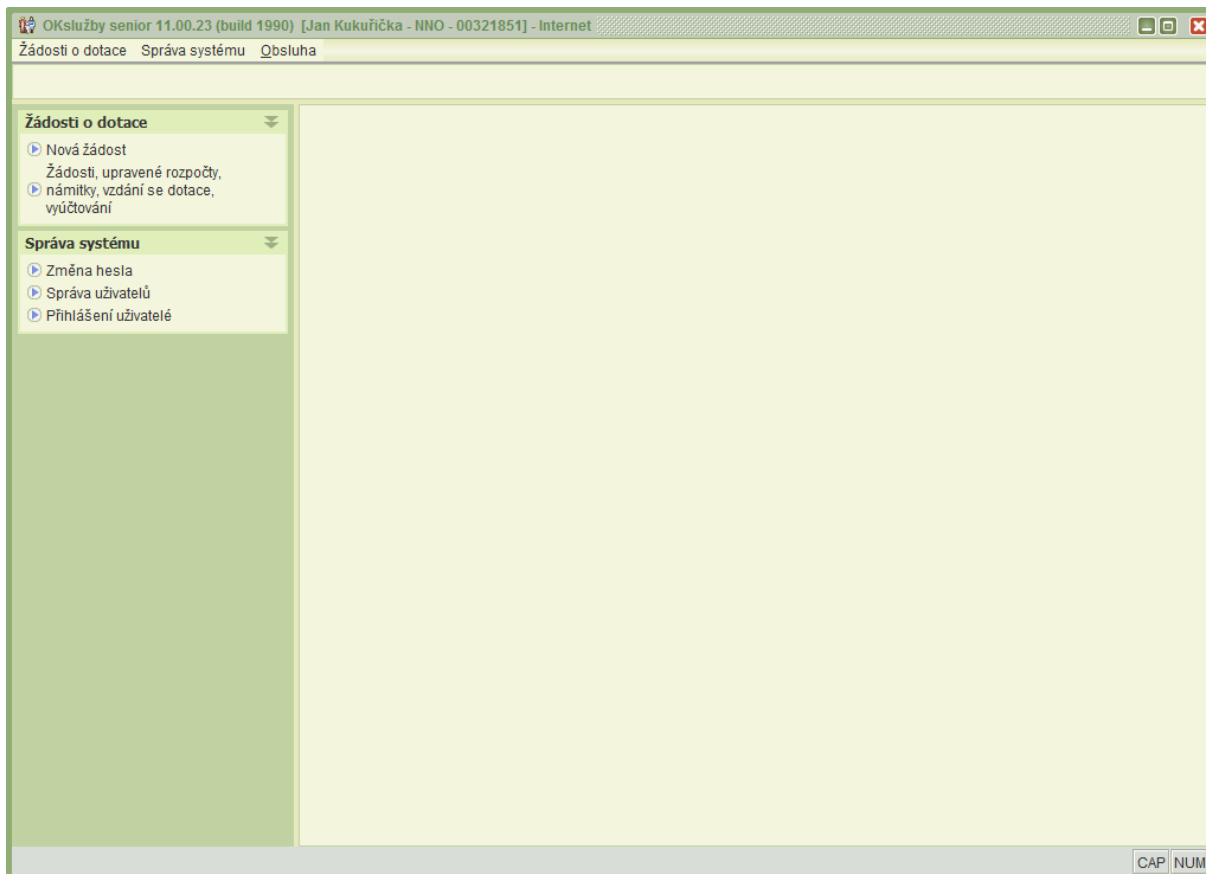 OKslužby senior 11.00.23 (build 1990) [Jan Kukuřička - NNO - 00321851] - Internet
Žádosti o dotace Správa systému Obsluha
Žádosti o dotace
Nová žádost
Žádosti, upravené rozpočty,
námitky, vzdání se dotace,
vyúčtování
Správa systému
Změna hesla
Správa uživatelů
Přihlášení uživatelé
CAP NUM